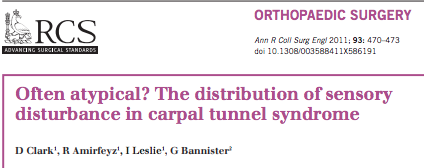 RCS
ADVANCING SURGICAL STANDARDS
ORTHOPAEDIC SURGERY
Ann R Coll Surg Engl 2011; 93: 470–473
doi 10.1308/003588411X586191
Often atypical? The distribution of sensory
disturbance in carpal tunnel syndrome
D Clark¹, R Amirfeyz¹, I Leslie¹, G Bannister²